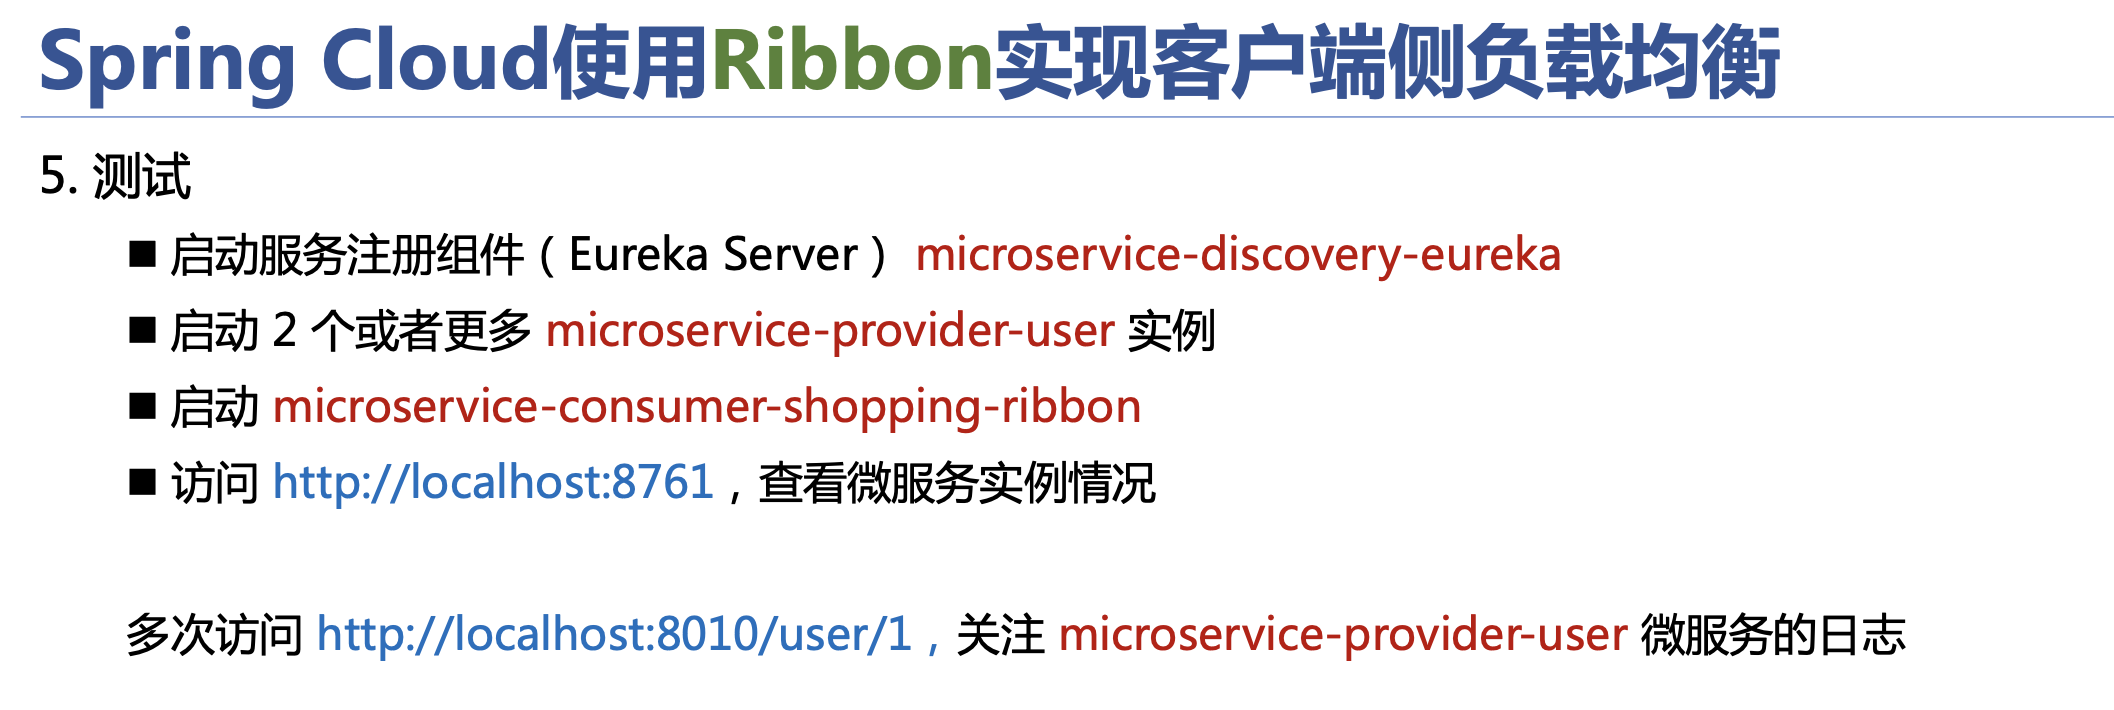 Spring Cloud使用Ribbon实现客户端侧负载均衡
5. 测试
■ 启动服务注册组件（Eureka Server） microservice-discovery-eureka
■ 启动 2 个或者更多 microservice-provider-user 实例
■ 启动 microservice-consumer-shopping-ribbon
■ 访问 http://localhost:8761，查看微服务实例情况
多次访问 http://localhost:8010/user/1，关注 microservice-provider-user 微服务的日志